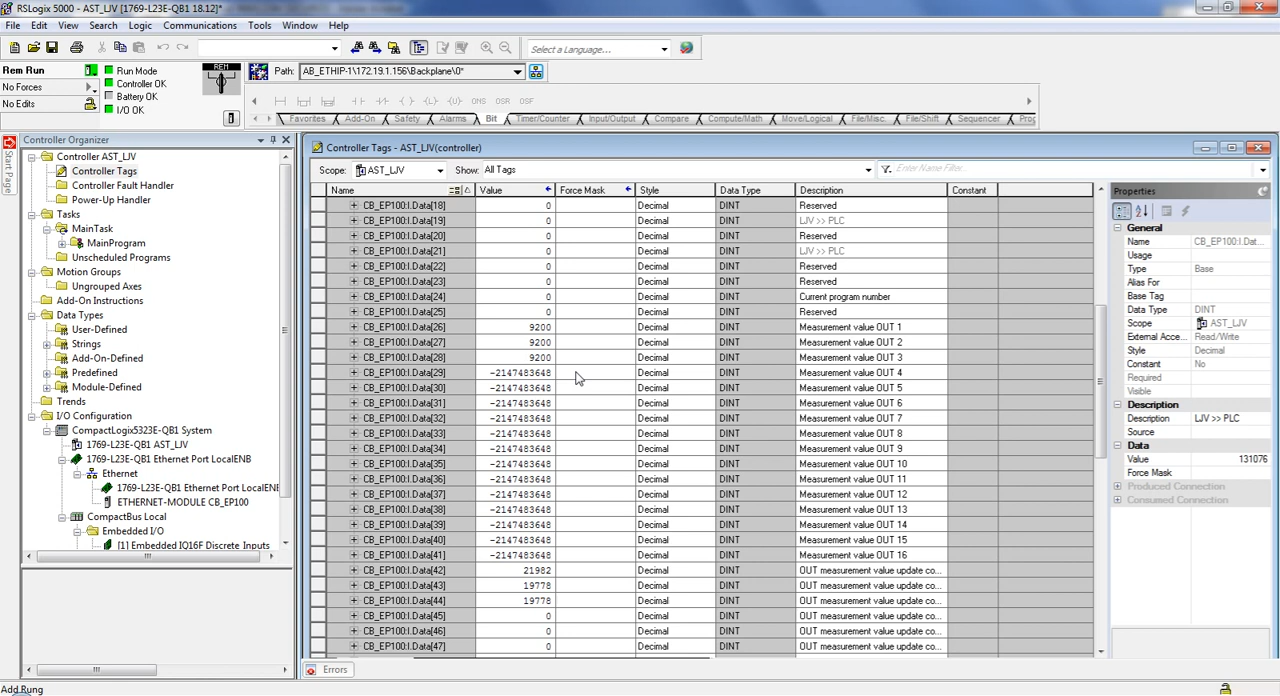 RSLogix 5000 - AST_LJV [1769-L23E-QB1 18.12]*
File Edit View Search Logic Communications Tools Window Help
Select a Language...
Rem Run
No Forces
No Edits
Run Mode
Controller OK
Battery OK
I/O OK
REM
Path: AB_ETHIP-1\172.19.1.156\Backplane\0*
ONS OSR OSF
Favorites Add-On Safety Alarms Bit Timer/Counter Input/Output Compare Compute/Math Move/Logical File/Misc. File/Shift Sequencer Prog
Start Page
Controller Organizer
Controller AST_LJV
Controller Tags
Controller Fault Handler
Power-Up Handler
Tasks
MainTask
MainProgram
Unscheduled Programs
Motion Groups
Ungrouped Axes
Add-On Instructions
Data Types
User-Defined
Strings
Add-On-Defined
Predefined
Module-Defined
Trends
I/O Configuration
CompactLogix5323E-QB1 System
1769-L23E-QB1 AST_LJV
1769-L23E-QB1 Ethernet Port LocalENB
Ethernet
1769-L23E-QB1 Ethernet Port LocalENB
ETHERNET-MODULE CB_EP100
CompactBus Local
Embedded I/O
[1] Embedded IQ16F Discrete Inputs
Controller Tags - AST_LJV(controller)
Scope: AST_LJV Show: All Tags Enter Name Filter...
Name Value Force Mask Style Data Type Description Constant
CB_EP100:I.Data[18] 0 Decimal DINT Reserved
CB_EP100:I.Data[19] 0 Decimal DINT LJV >> PLC
CB_EP100:I.Data[20] 0 Decimal DINT Reserved
CB_EP100:I.Data[21] 0 Decimal DINT LJV >> PLC
CB_EP100:I.Data[22] 0 Decimal DINT Reserved
CB_EP100:I.Data[23] 0 Decimal DINT Reserved
CB_EP100:I.Data[24] 0 Decimal DINT Current program number
CB_EP100:I.Data[25] 0 Decimal DINT Reserved
CB_EP100:I.Data[26] 9200 Decimal DINT Measurement value OUT 1
CB_EP100:I.Data[27] 9200 Decimal DINT Measurement value OUT 2
CB_EP100:I.Data[28] 9200 Decimal DINT Measurement value OUT 3
CB_EP100:I.Data[29] -2147483648 Decimal DINT Measurement value OUT 4
CB_EP100:I.Data[30] -2147483648 Decimal DINT Measurement value OUT 5
CB_EP100:I.Data[31] -2147483648 Decimal DINT Measurement value OUT 6
CB_EP100:I.Data[32] -2147483648 Decimal DINT Measurement value OUT 7
CB_EP100:I.Data[33] -2147483648 Decimal DINT Measurement value OUT 8
CB_EP100:I.Data[34] -2147483648 Decimal DINT Measurement value OUT 9
CB_EP100:I.Data[35] -2147483648 Decimal DINT Measurement value OUT 10
CB_EP100:I.Data[36] -2147483648 Decimal DINT Measurement value OUT 11
CB_EP100:I.Data[37] -2147483648 Decimal DINT Measurement value OUT 12
CB_EP100:I.Data[38] -2147483648 Decimal DINT Measurement value OUT 13
CB_EP100:I.Data[39] -2147483648 Decimal DINT Measurement value OUT 14
CB_EP100:I.Data[40] -2147483648 Decimal DINT Measurement value OUT 15
CB_EP100:I.Data[41] -2147483648 Decimal DINT Measurement value OUT 16
CB_EP100:I.Data[42] 21982 Decimal DINT OUT measurement value update co...
CB_EP100:I.Data[43] 19778 Decimal DINT OUT measurement value update co...
CB_EP100:I.Data[44] 19778 Decimal DINT OUT measurement value update co...
CB_EP100:I.Data[45] 0 Decimal DINT OUT measurement value update co...
CB_EP100:I.Data[46] 0 Decimal DINT OUT measurement value update co...
CB_EP100:I.Data[47] 0 Decimal DINT OUT measurement value update co...
Properties
General
Name CB_EP100:I.Dat...
Usage
Type Base
Alias For
Base Tag
Data Type DINT
Scope AST_LJV
External Acce... Read/Write
Style Decimal
Constant No
Required
Visible
Description
Description LJV >> PLC
Source
Data
Value 131076
Force Mask
Produced Connection
Consumed Connection
Errors
Add Rung